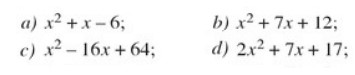 a) x² + x – 6; b) x² + 7x + 12;
c) x² – 16x + 64; d) 2x² + 7x + 17;